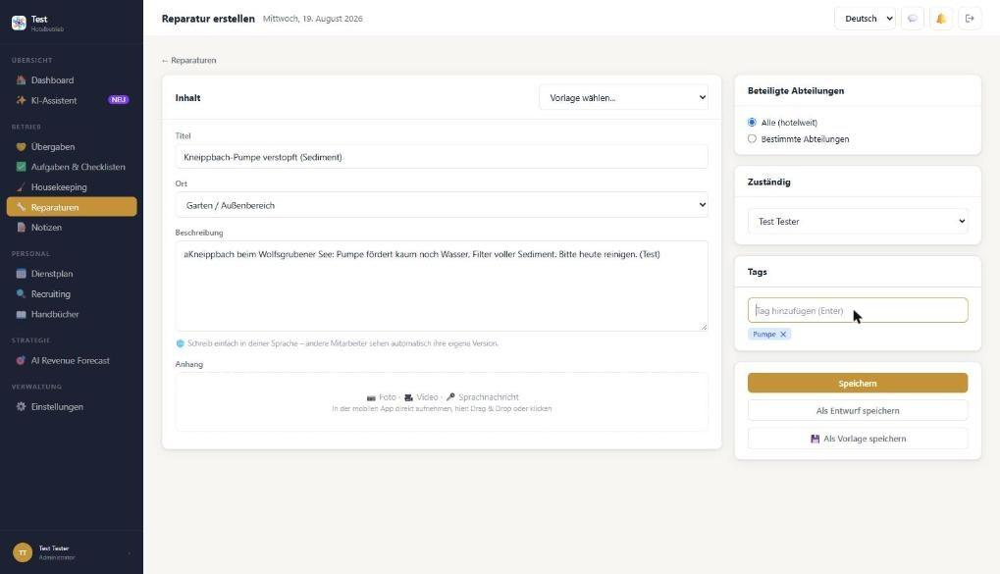 Test
Hotelbetrieb
ÜBERSICHT
Dashboard
KI-Assistent NEU
BETRIEB
Übergaben
Aufgaben & Checklisten
Housekeeping
Reparaturen
Notizen
PERSONAL
Dienstplan
Recruiting
Handbücher
STRATEGIE
AI Revenue Forecast
VERWALTUNG
Einstellungen
TT
Test Tester
Administrator
Reparatur erstellen Mittwoch, 19. August 2026
Deutsch
← Reparaturen
Inhalt
Vorlage wählen...
Titel
Kneippbach-Pumpe verstopft (Sediment)
Ort
Garten / Außenbereich
Beschreibung
aKneippbach beim Wolfsgrubener See: Pumpe fördert kaum noch Wasser. Filter voller Sediment. Bitte heute reinigen. (Test)
Schreib einfach in deiner Sprache – andere Mitarbeiter sehen automatisch ihre eigene Version.
Anhang
Foto · Video · Sprachnachricht
In der mobilen App direkt aufnehmen, hier: Drag & Drop oder klicken
Beteiligte Abteilungen
Alle (hotelweit)
Bestimmte Abteilungen
Zuständig
Test Tester
Tags
Tag hinzufügen (Enter)
Pumpe ✕
Speichern
Als Entwurf speichern
Als Vorlage speichern